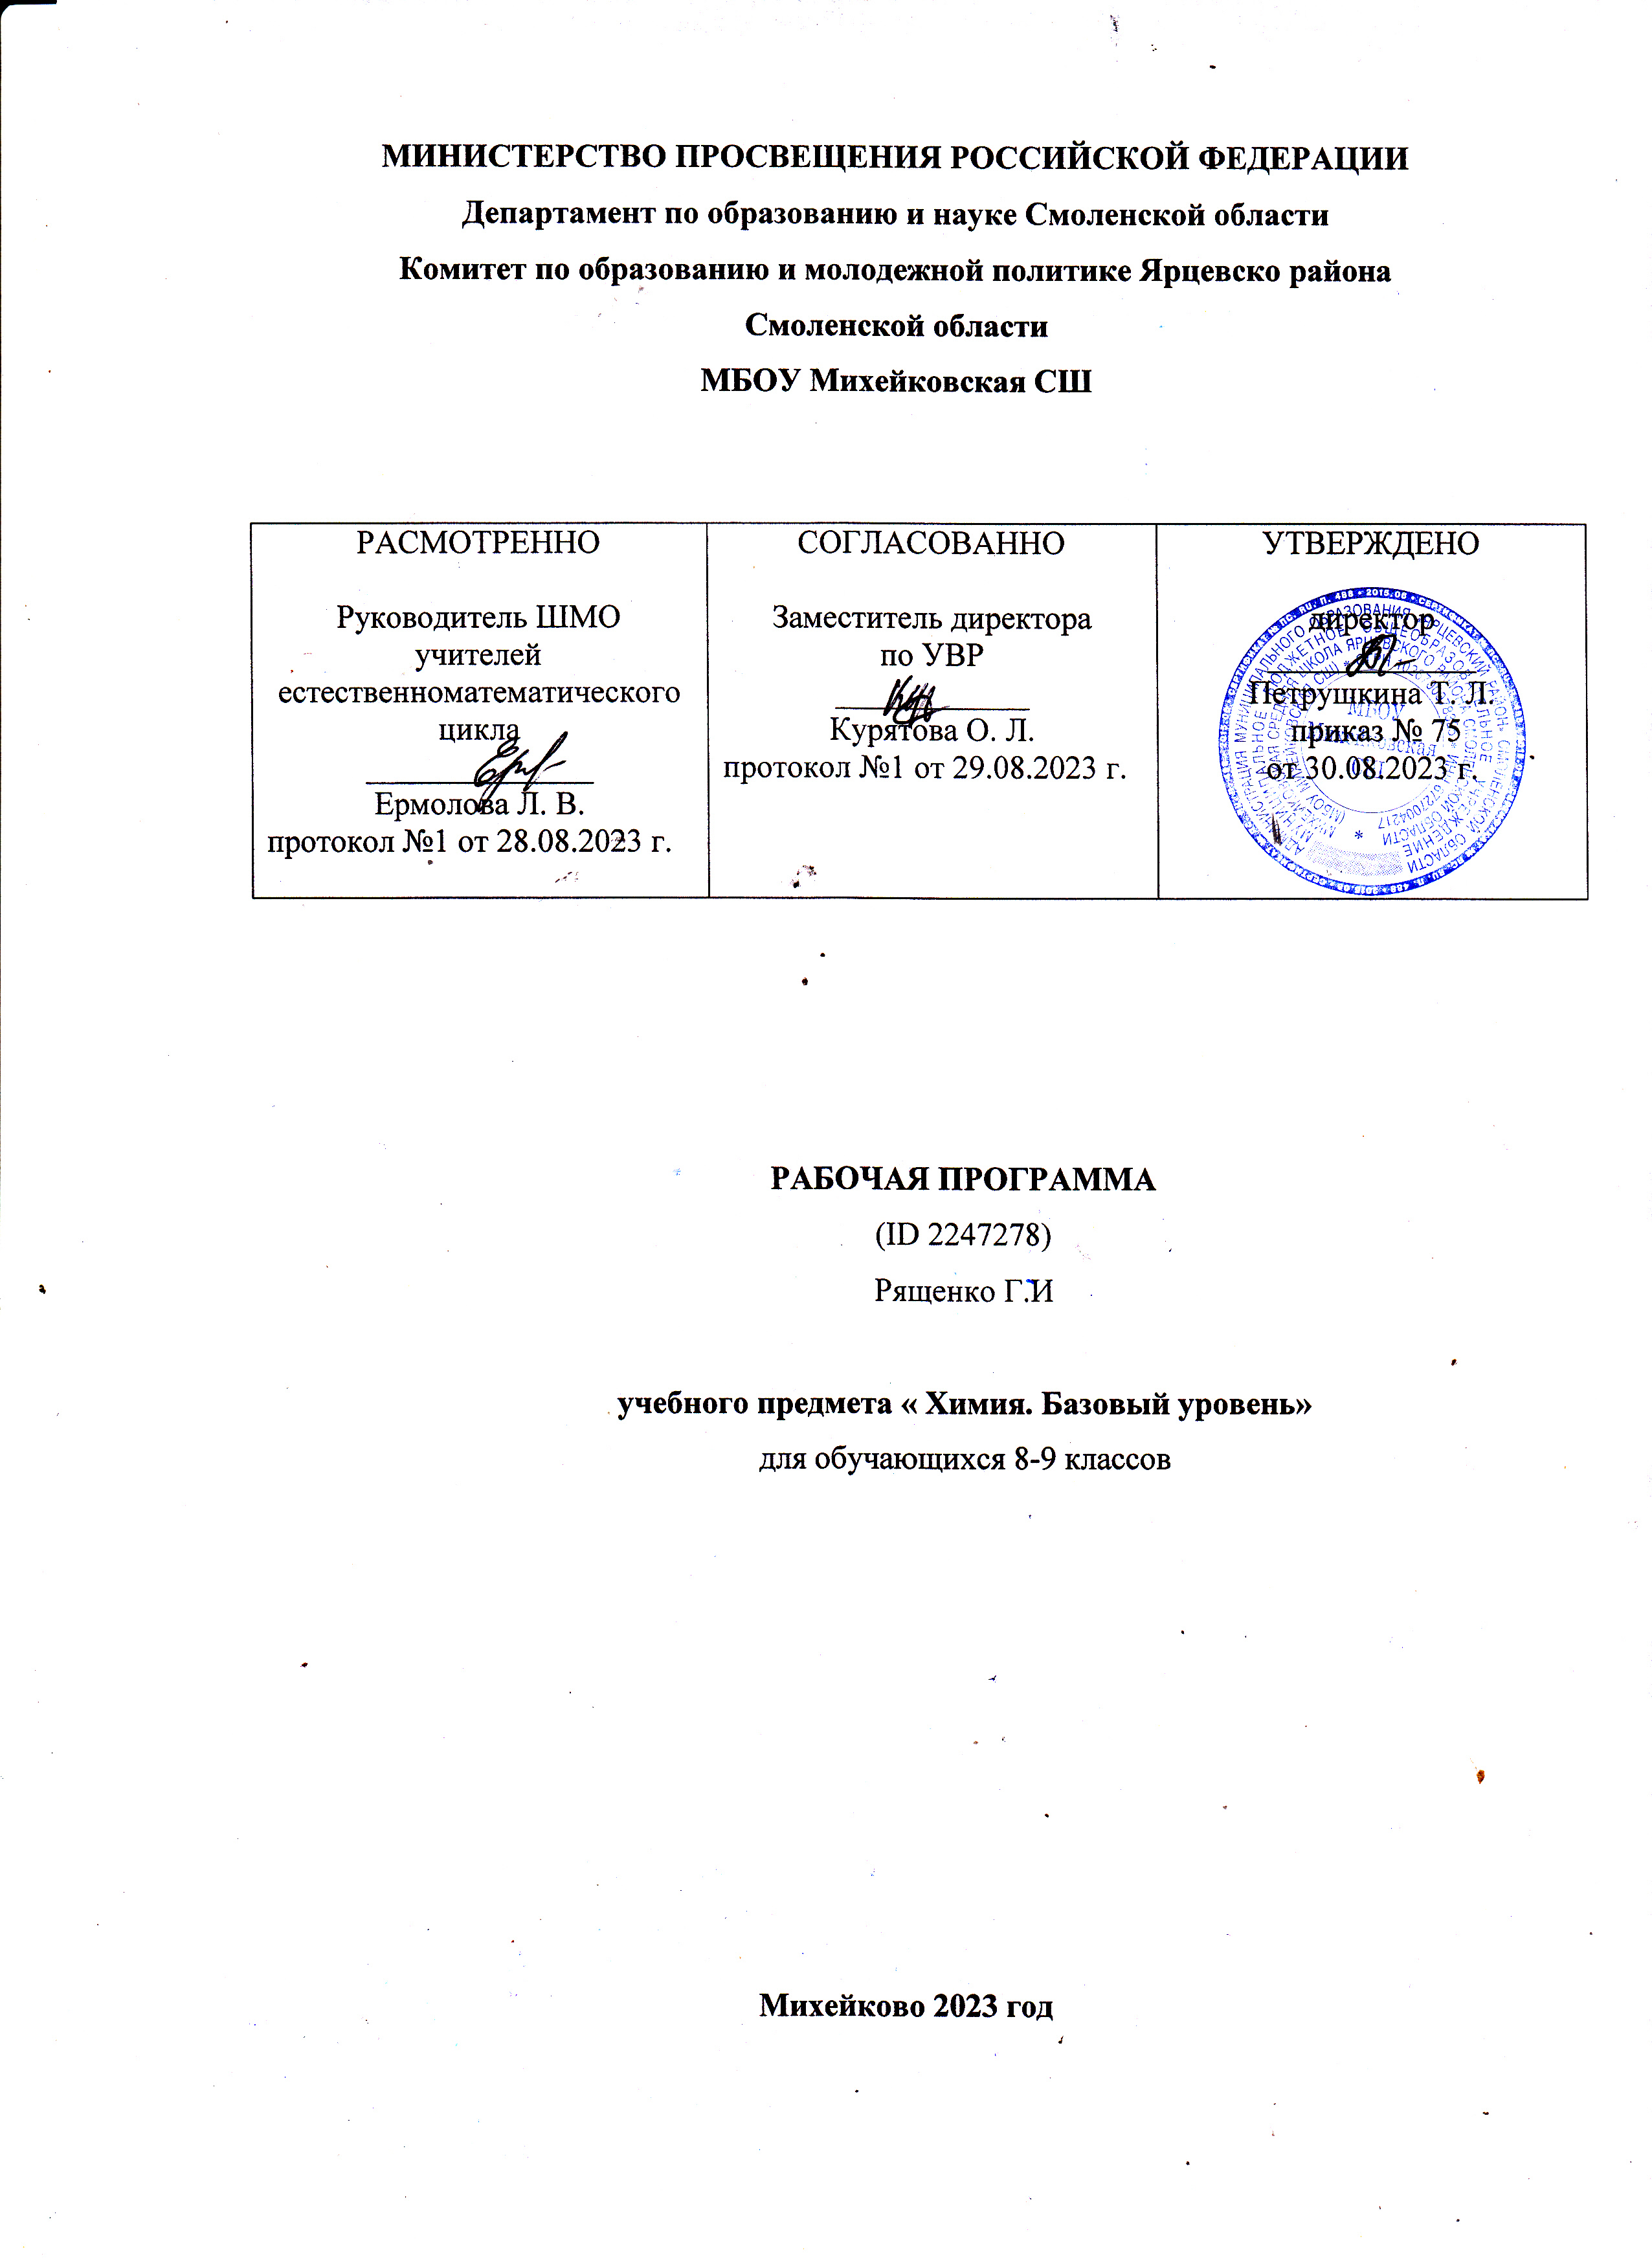 МИНИСТЕРСТВО ПРОСВЕЩЕНИЯ РОССИЙСКОЙ ФЕДЕРАЦИИ
Департамент по образованию и науке Смоленской области
Комитет по образованию и молодежной политике Ярцевско района
Смоленской области
МБОУ Михейковская СШ
РАСМОТРЕННО
Руководитель ШМО
учителей
естественноматематического
цикла
Ермолова Л. В.
протокол №1 от 28.08.2023 г.
СОГЛАСОВАННО
Заместитель директора
по УВР
Курятова О. Л.
протокол №1 от 29.08.2023 г.
УТВЕРЖДЕНО
директор
Петрушкина Т. Л.
приказ № 75
от 30.08.2023 г.
МБОУ
РАБОЧАЯ ПРОГРАММА
(ID 2247278)
Рященко Г.И
учебного предмета « Химия. Базовый уровень»
для обучающихся 8-9 классов
Михейково 2023 год